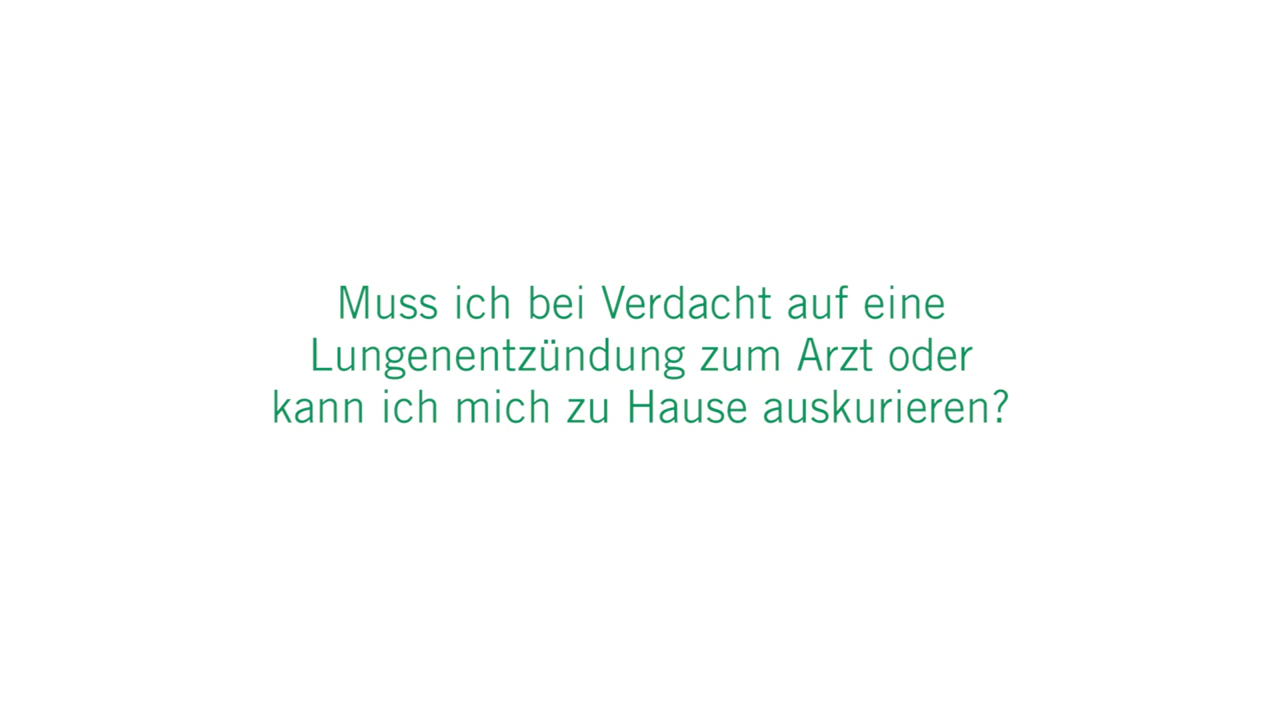 Muss ich bei Verdacht auf eine
Lungenentzündung zum Arzt oder
kann ich mich zu Hause auskurieren?